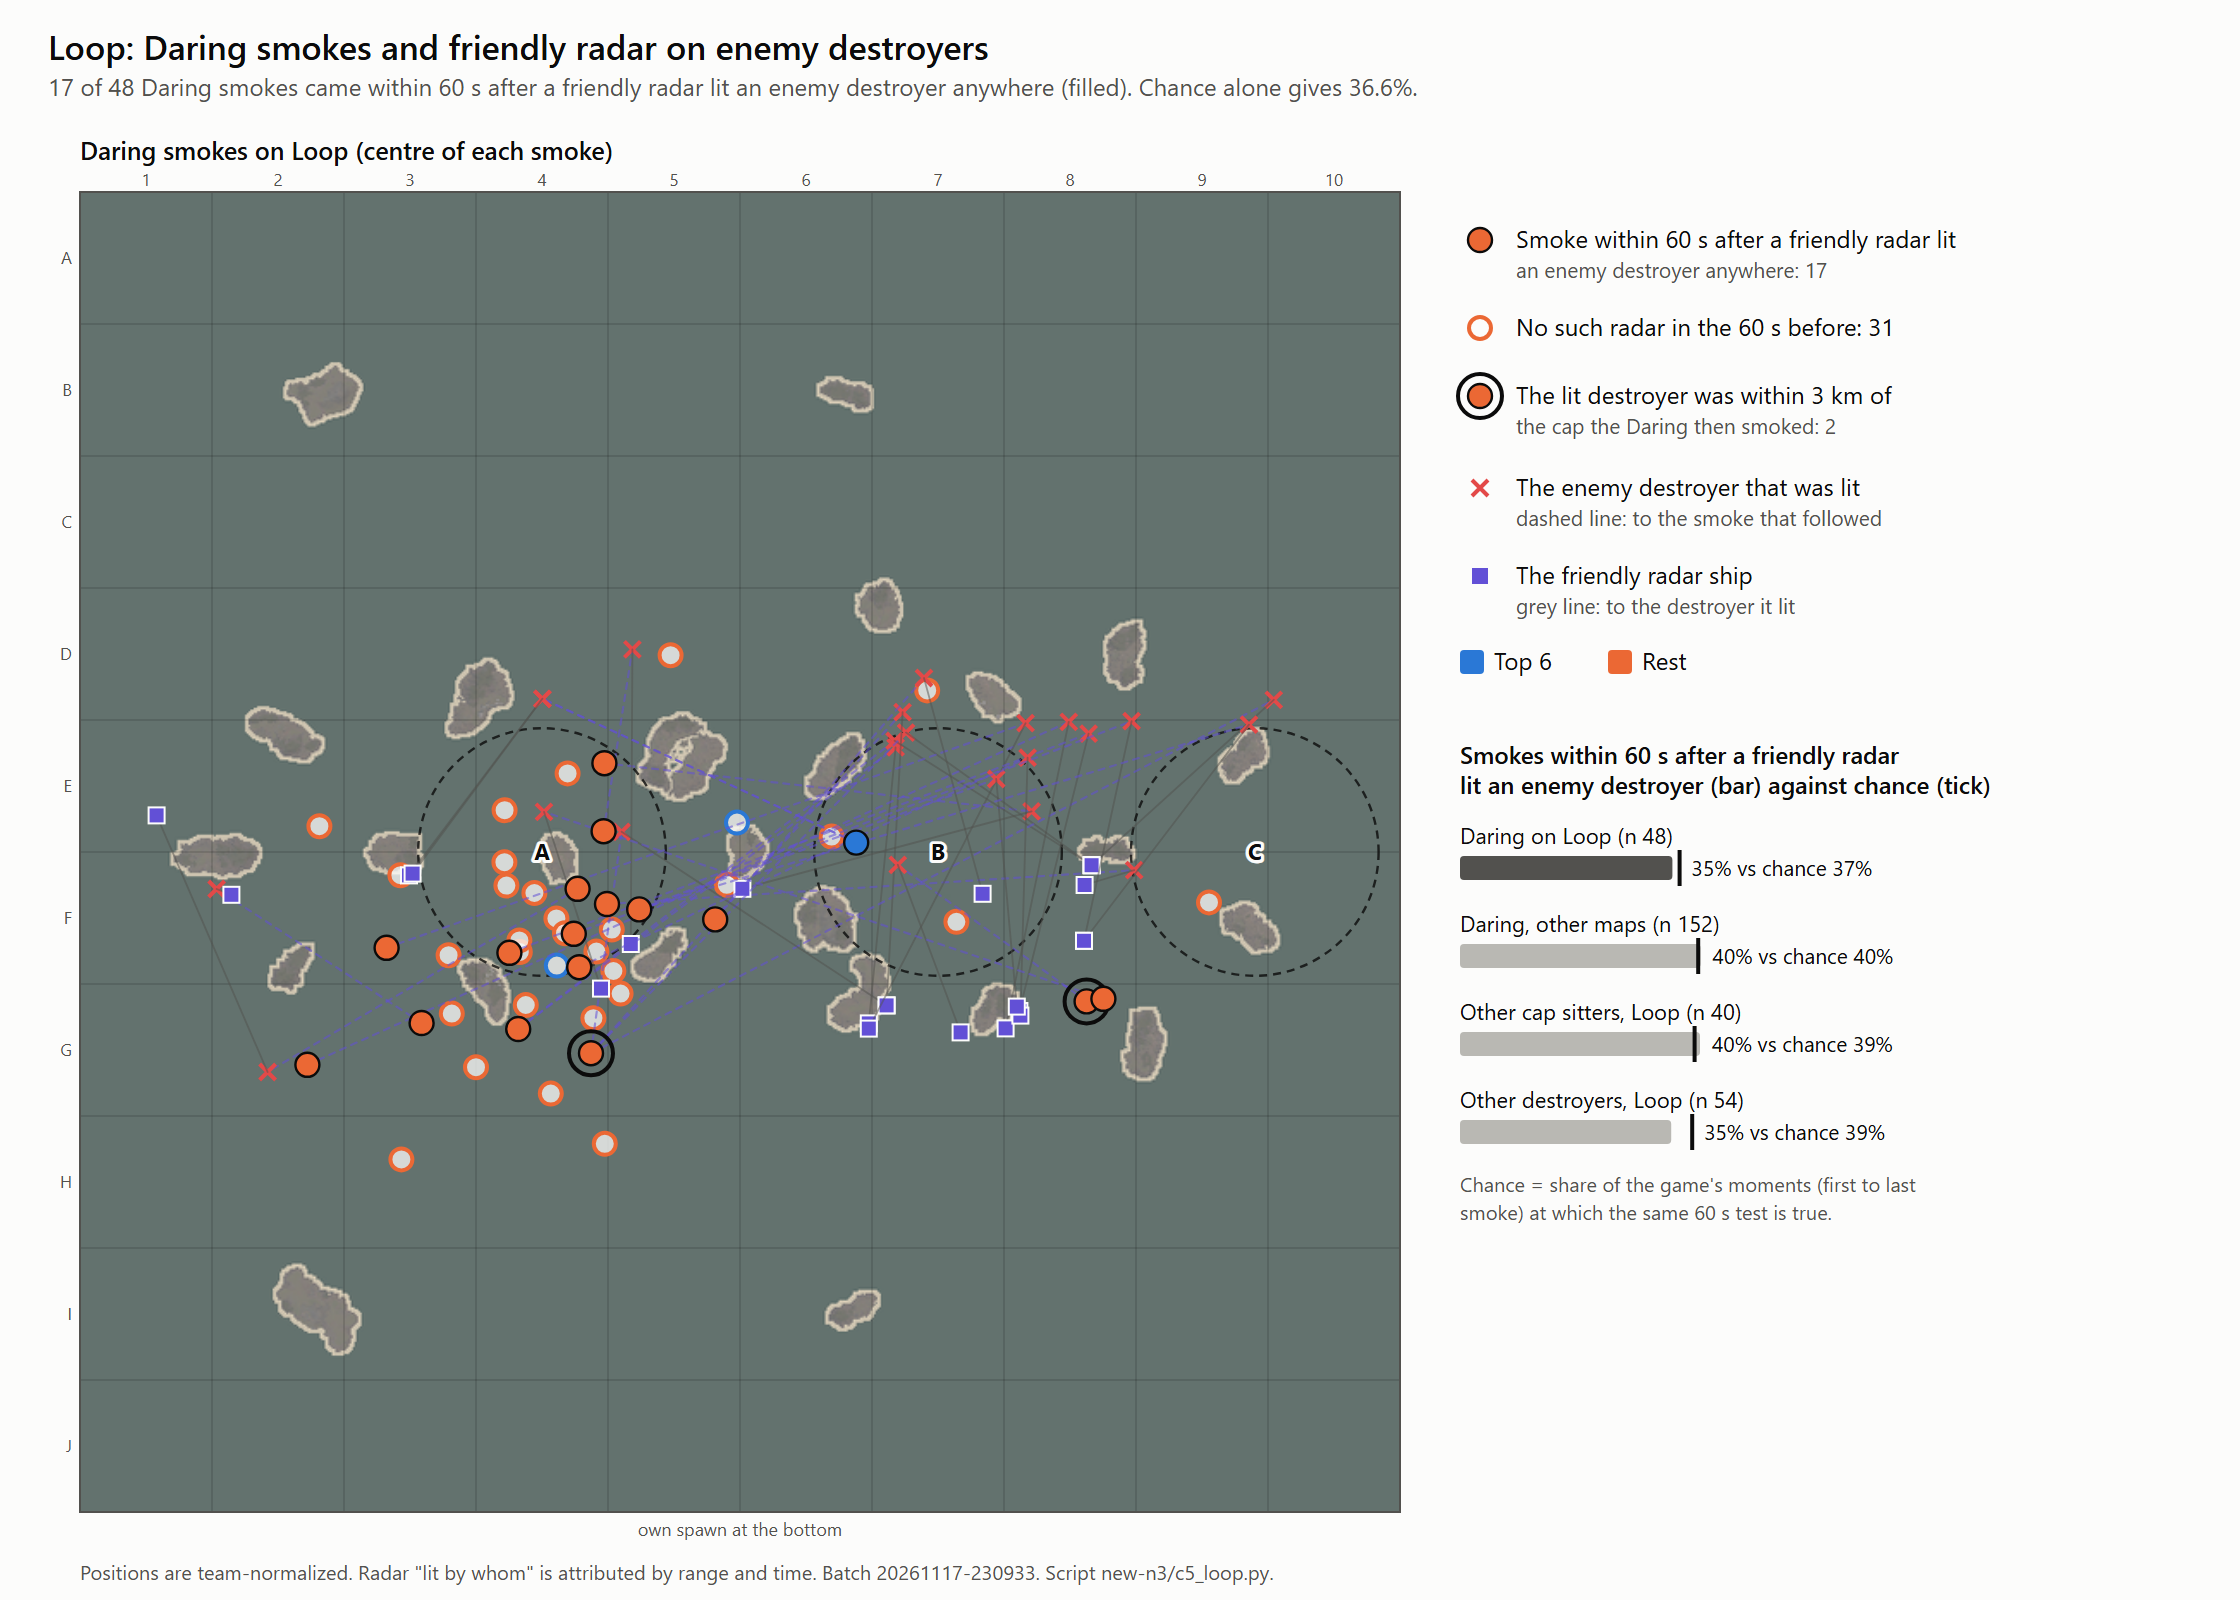 Loop: Daring smokes and friendly radar on enemy destroyers
17 of 48 Daring smokes came within 60 s after a friendly radar lit an enemy destroyer anywhere (filled). Chance alone gives 36.6%.
Daring smokes on Loop (centre of each smoke)
1 2 3 4 5 6 7 8 9 10
A
B
C
D
E
F
G
H
I
J
A B C
own spawn at the bottom
Smoke within 60 s after a friendly radar lit
an enemy destroyer anywhere: 17
No such radar in the 60 s before: 31
The lit destroyer was within 3 km of
the cap the Daring then smoked: 2
The enemy destroyer that was lit
dashed line: to the smoke that followed
The friendly radar ship
grey line: to the destroyer it lit
Top 6 Rest
Smokes within 60 s after a friendly radar
lit an enemy destroyer (bar) against chance (tick)
Daring on Loop (n 48)
35% vs chance 37%
Daring, other maps (n 152)
40% vs chance 40%
Other cap sitters, Loop (n 40)
40% vs chance 39%
Other destroyers, Loop (n 54)
35% vs chance 39%
Chance = share of the game's moments (first to last
smoke) at which the same 60 s test is true.
Positions are team-normalized. Radar "lit by whom" is attributed by range and time. Batch 20261117-230933. Script new-n3/c5_loop.py.